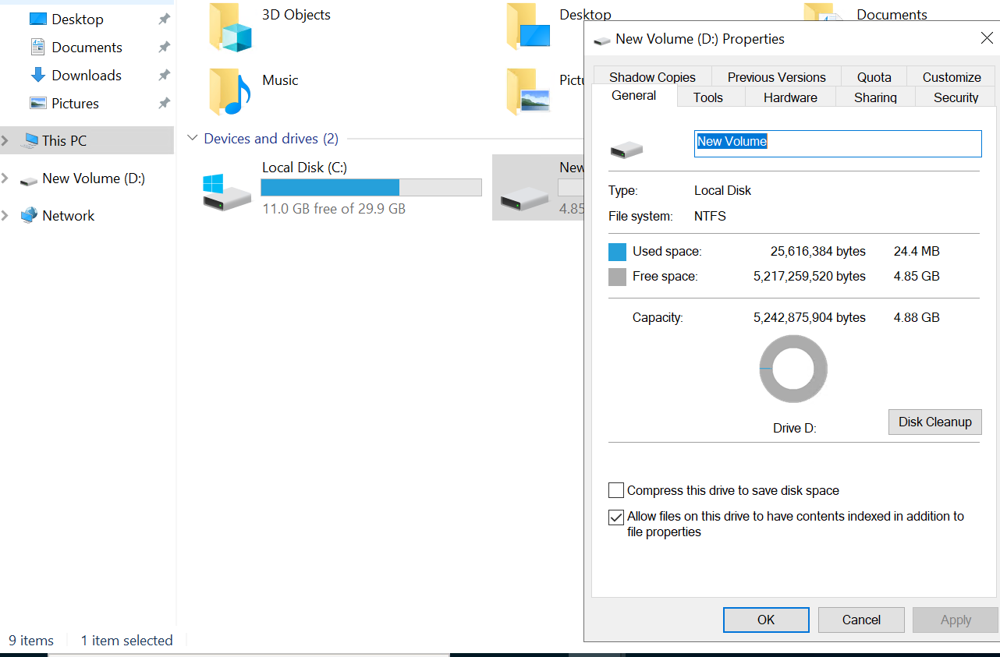 Desktop
Documents
Downloads
Pictures
This PC
New Volume (D:)
Network
3D Objects
Desktop
Documents
Music
Devices and drives (2)
Local Disk (C:)
11.0 GB free of 29.9 GB
New
4.85
New Volume (D:) Properties
Shadow Copies Previous Versions Quota Customize
General Tools Hardware Sharing Security
New Volume
Type: Local Disk
File system: NTFS
Used space: 25,616,384 bytes 24.4 MB
Free space: 5,217,259,520 bytes 4.85 GB
Capacity: 5,242,875,904 bytes 4.88 GB
Drive D: Disk Cleanup
Compress this drive to save disk space
Allow files on this drive to have contents indexed in addition to
file properties
OK Cancel Apply
9 items 1 item selected